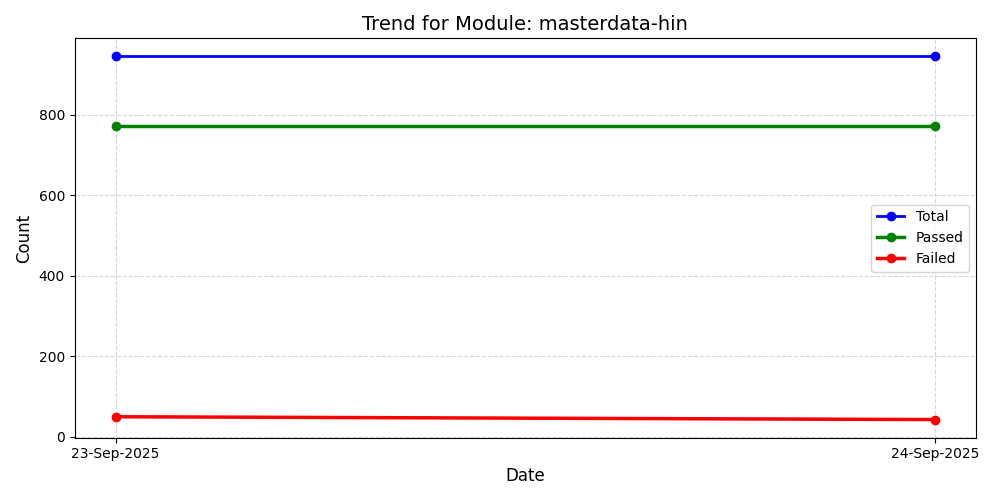 Trend for Module: masterdata-hin
Count
800
600
400
200
0
Total
Passed
Failed
23-Sep-2025
24-Sep-2025
Date